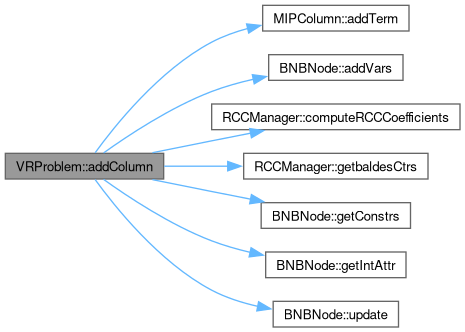 MIPColumn::addTerm
BNBNode::addVars
RCCManager::computeRCCCoefficients
VRProblem::addColumn
RCCManager::getbaldesCtrs
BNBNode::getConstrs
BNBNode::getIntAttr
BNBNode::update